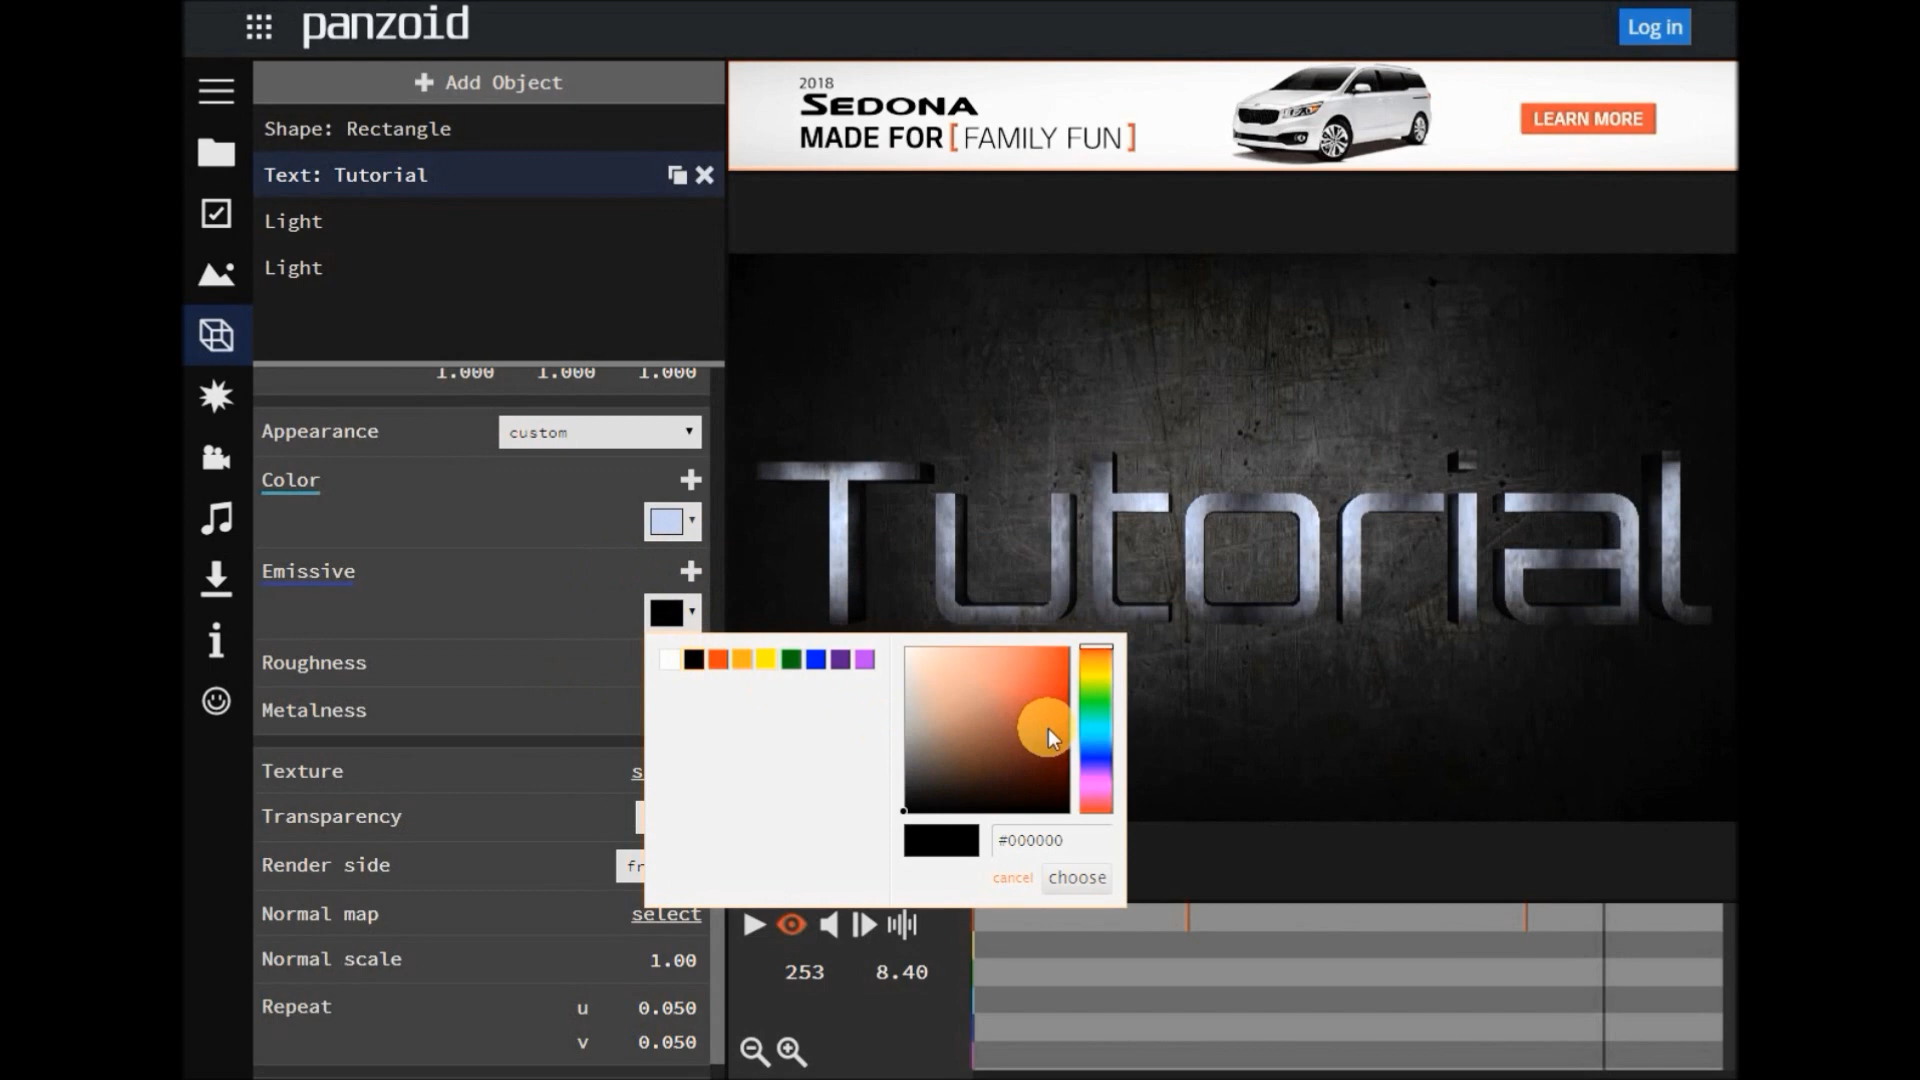 panzoid
Log in
Add Object
Shape: Rectangle
Text: Tutorial
Light
Light
2018
SEDONA
MADE FOR [FAMILY FUN]
LEARN MORE
1.000 1.000 1.000
Appearance custom
Color
Emissive
Roughness
Metalness
Texture s
Transparency
Render side fr
Normal map select
Normal scale 1.00
Repeat u 0.050
v 0.050
Tutorial
#000000
cancel choose
253 8.40